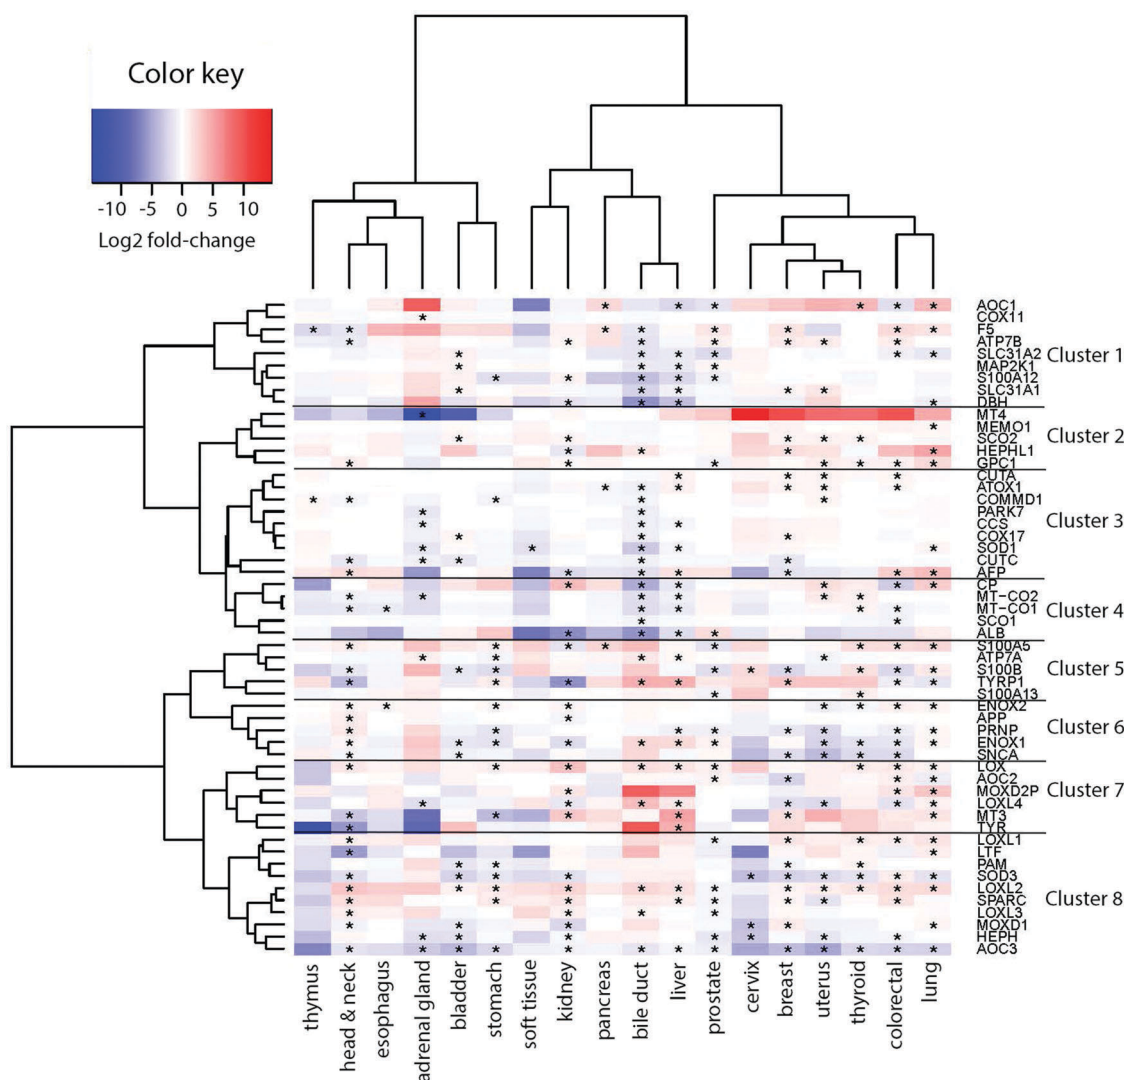 Color key
-10 -5 0 5 10
Log2 fold-change
AOC1
COX11
F5
ATP7B
SLC31A2
MAP2K1
S100A12
SLC31A1
DBH
Cluster 1
MT4
MEMO1
SCO2
HEPHL1
GPC1
Cluster 2
CUTA
ATOX1
COMMD1
PARK7
CCS
COX17
SOD1
CUTC
AFP
Cluster 3
CP
MT-CO2
MT-CO1
SCO1
ALB
Cluster 4
S100A5
ATP7A
S100B
TYRP1
S100A13
Cluster 5
ENOX2
APP
PRNP
ENOX1
SNCA
Cluster 6
LOX
AOC2
MOXD2P
LOXL4
MT3
TYR
Cluster 7
LOXL1
LTF
PAM
SOD3
LOXL2
SPARC
LOXL3
MOXD1
HEPH
AOC3
Cluster 8
thymus
head & neck
esophagus
adrenal gland
bladder
stomach
soft tissue
kidney
pancreas
bile duct
liver
prostate
cervix
breast
uterus
thyroid
colorectal
lung